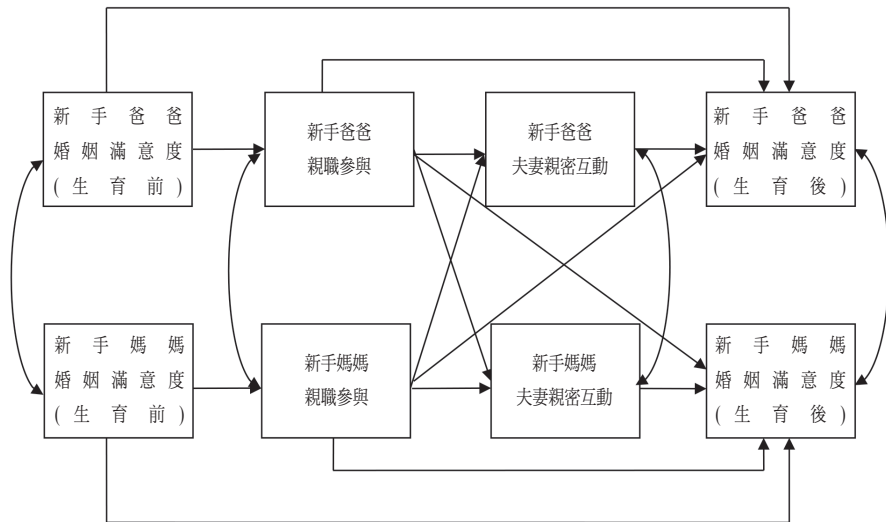 新手爸爸
婚姻滿意度
(生育前)
新手爸爸
親職參與
新手爸爸
夫妻親密互動
新手爸爸
婚姻滿意度
(生育後)
新手媽媽
婚姻滿意度
(生育前)
新手媽媽
親職參與
新手媽媽
夫妻親密互動
新手媽媽
婚姻滿意度
(生育後)